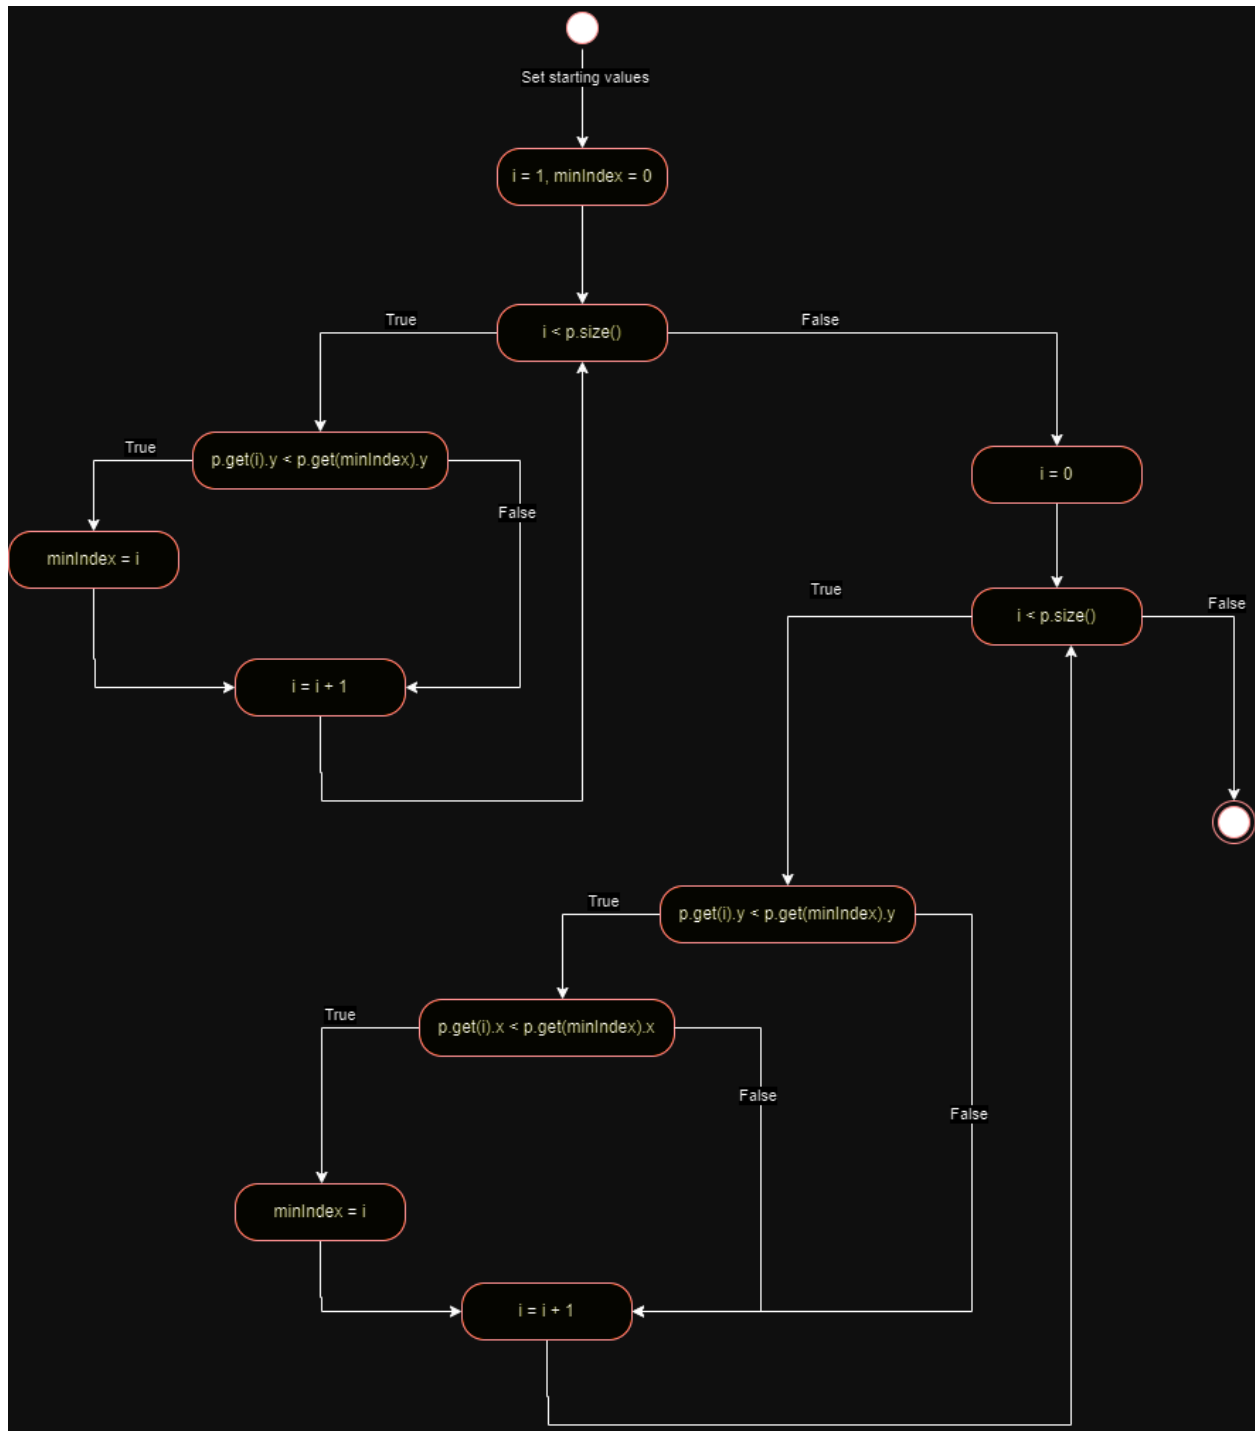 Set starting values
i = 1, minIndex = 0
i < p.size()
True
False
p.get(i).y < p.get(minIndex).y
True
False
minIndex = i
i = i + 1
i = 0
i < p.size()
True
False
p.get(i).y < p.get(minIndex).y
True
False
p.get(i).x < p.get(minIndex).x
True
False
minIndex = i
i = i + 1